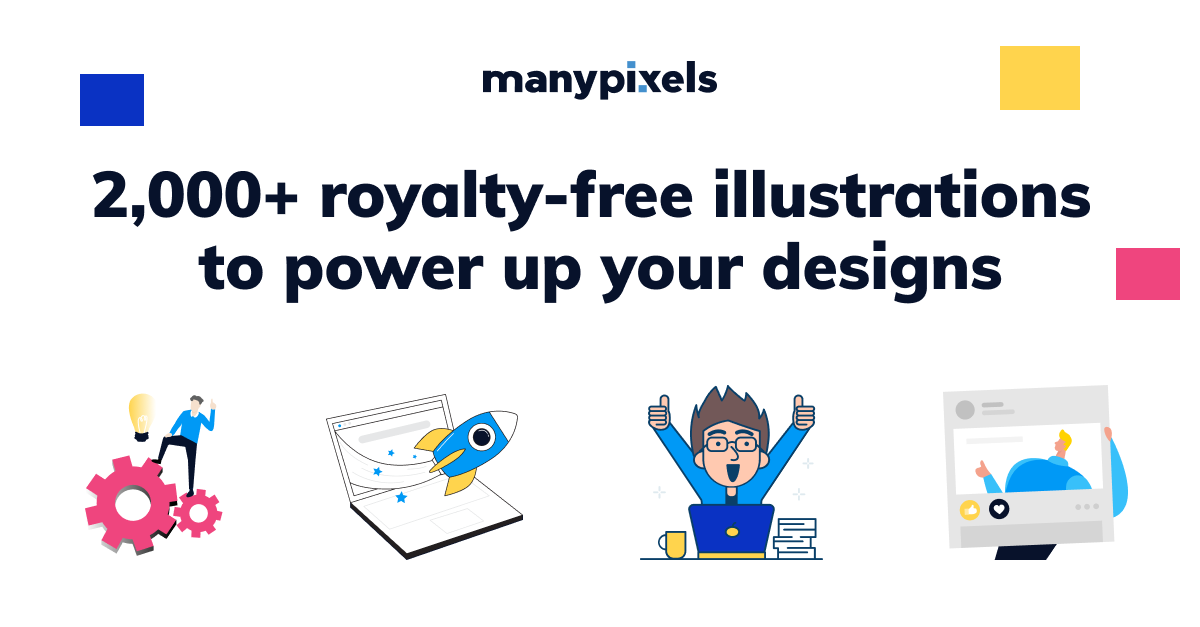 manypixels
2,000+ royalty-free illustrations
to power up your designs